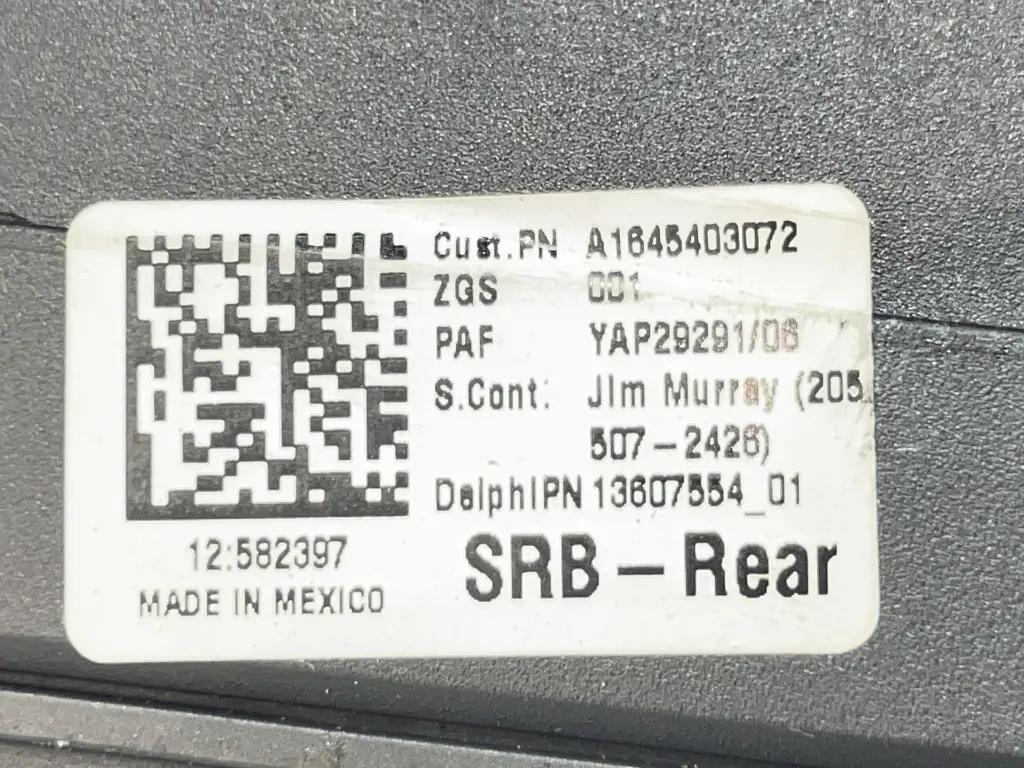 Cust.PN A1645403072
ZGS 001
PAF YAP29291/06
S.Cont: JIm Murray (205
507-2426)
DelphIPN 13607554_01
12:582397
MADE IN MEXICO
SRB-Rear